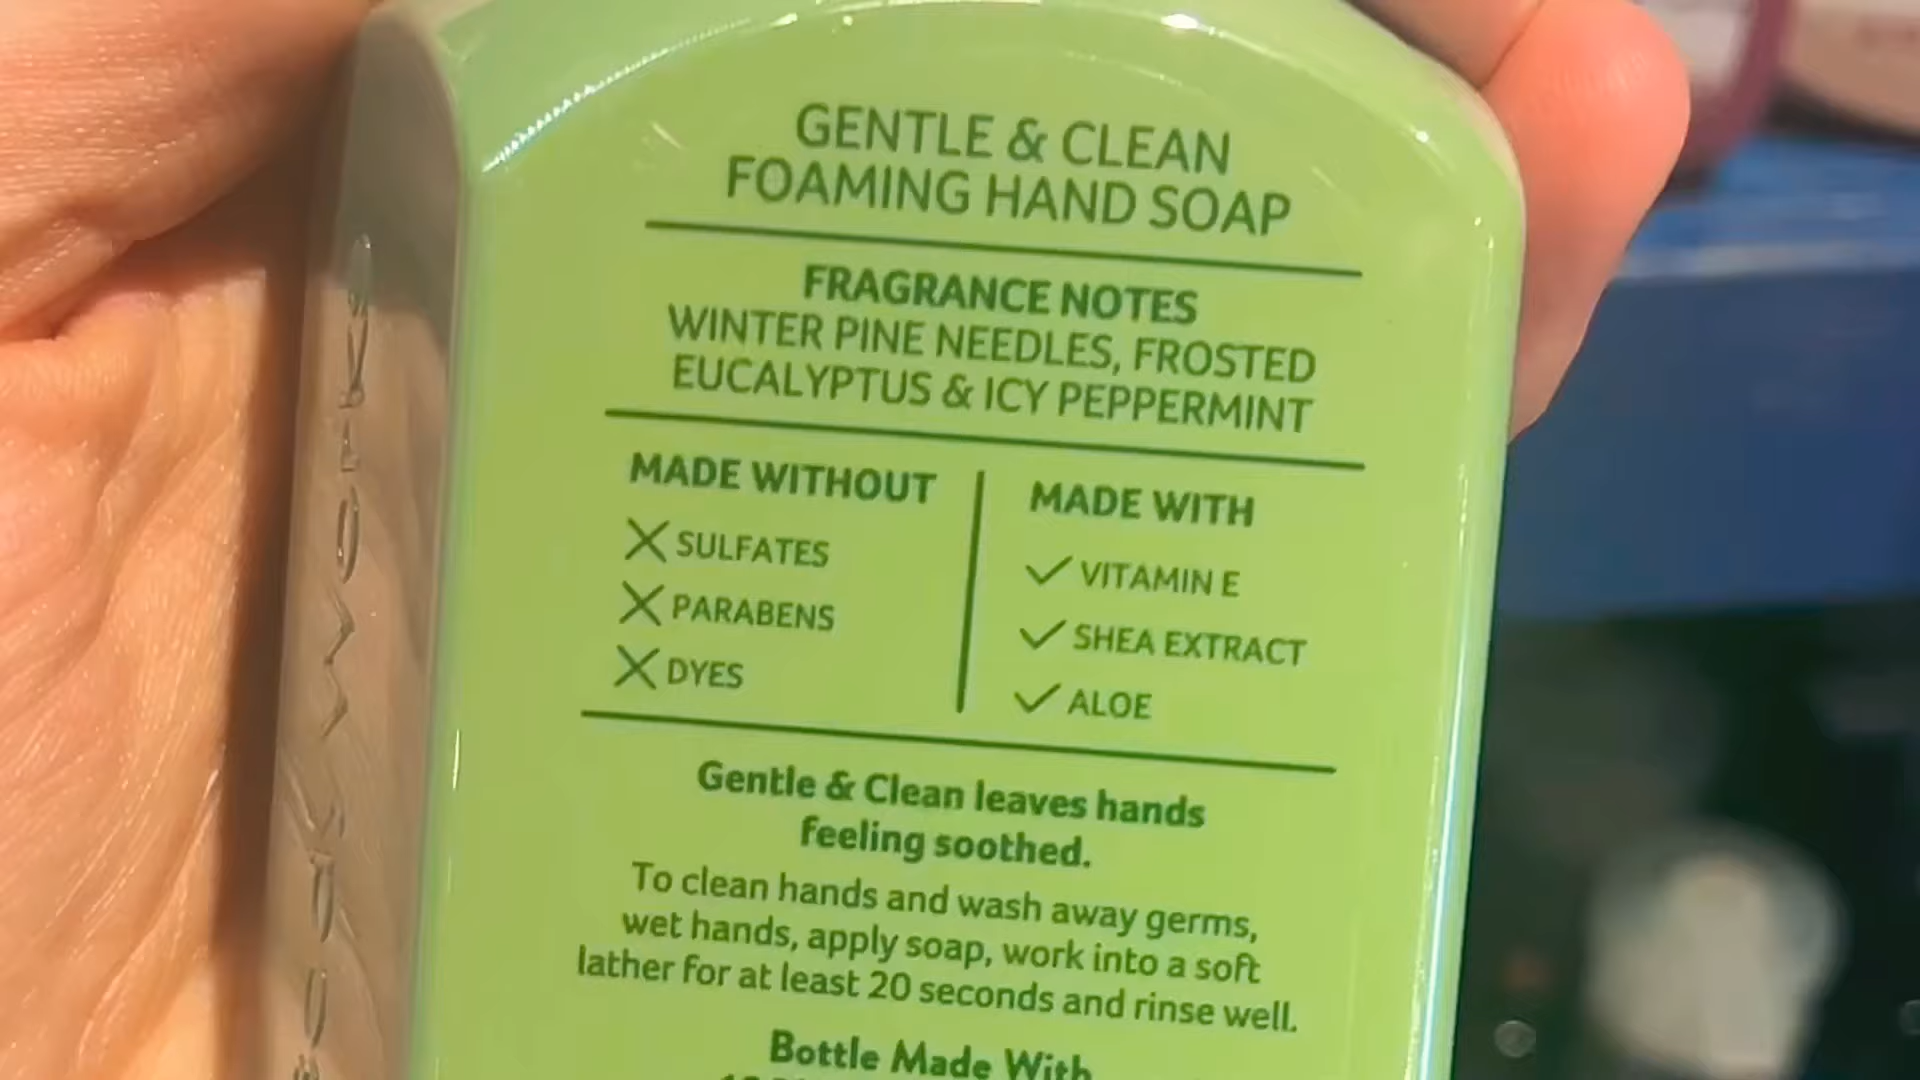 GENTLE & CLEAN
FOAMING HAND SOAP
FRAGRANCE NOTES
WINTER PINE NEEDLES, FROSTED
EUCALYPTUS & ICY PEPPERMINT
MADE WITHOUT
SULFATES
PARABENS
DYES
MADE WITH
VITAMIN E
SHEA EXTRACT
ALOE
Gentle & Clean leaves hands
feeling soothed.
To clean hands and wash away germs,
wet hands, apply soap, work into a soft
lather for at least 20 seconds and rinse well.
Bottle Made With